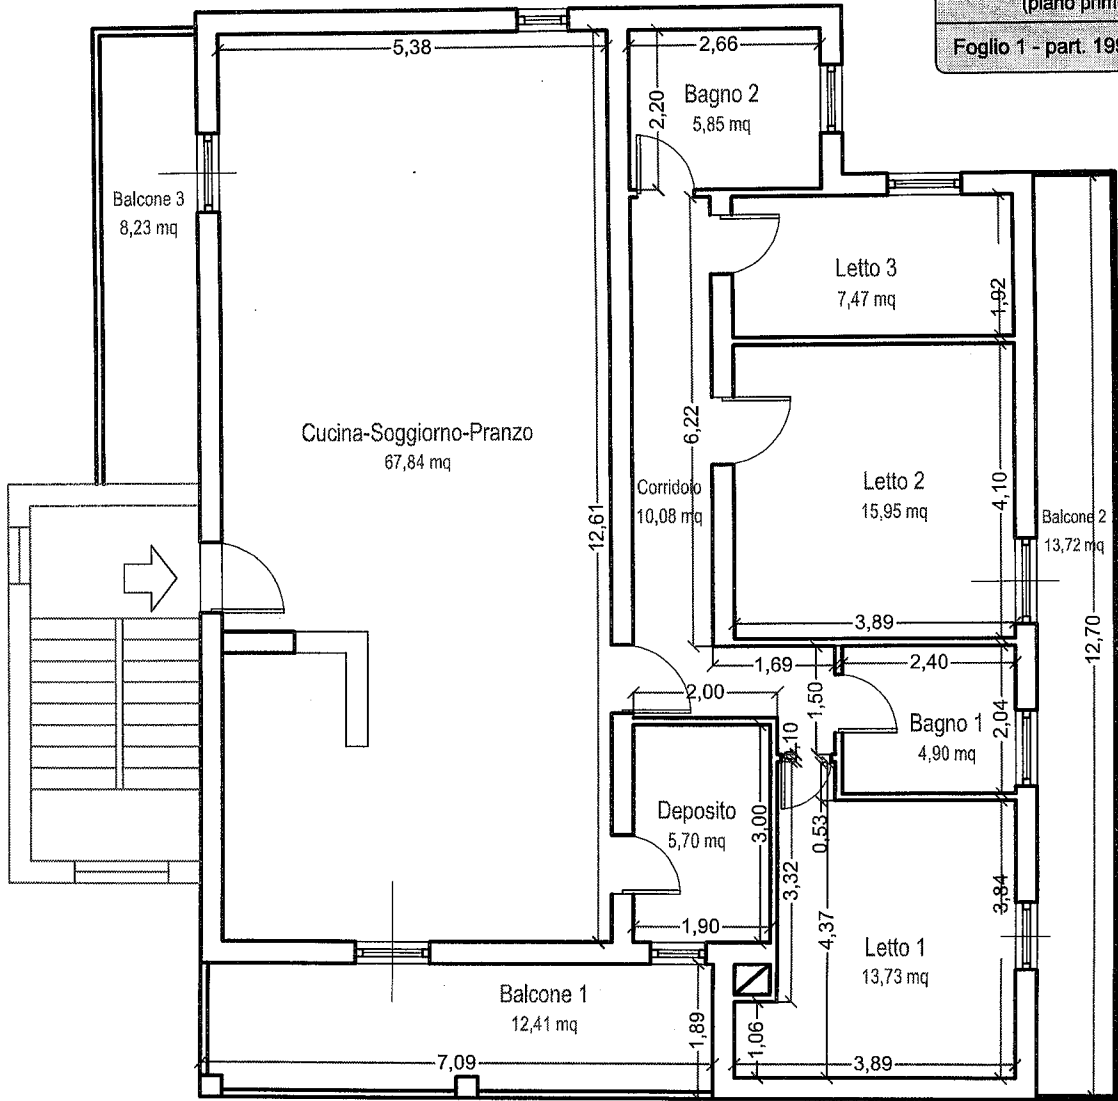 (piano prim
Foglio 1 - part. 199
5,38
2,66
Bagno 2
5,85 mq
2,20
Balcone 3
8,23 mq
Letto 3
7,47 mq
1,92
Cucina-Soggiorno-Pranzo
67,84 mq
6,22
Letto 2
15,95 mq
4,10
Corridoio
10,08 mq
12,61
Balcone 2
13,72 mq
3,89
12,70
1,69
2,40
2,00
1,50
Bagno 1
4,90 mq
2,04
0,10
Deposito
5,70 mq
3,00
0,53
3,32
3,84
1,90
4,37
Letto 1
13,73 mq
Balcone 1
12,41 mq
1,89
1,06
7,09
3,89